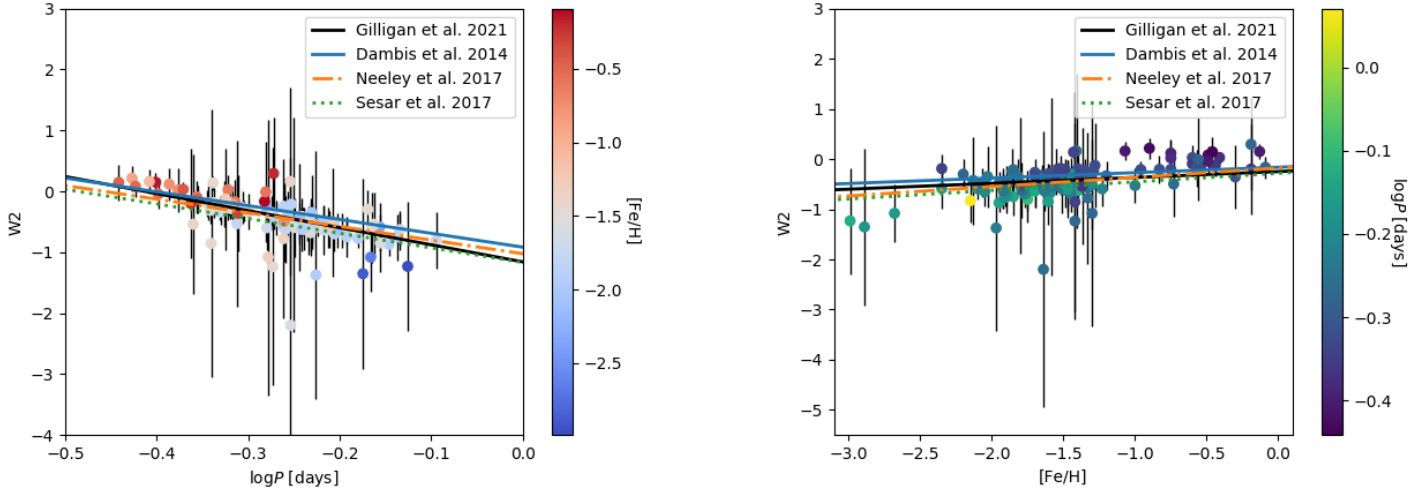 3
2
1
0
−1
−2
−3
−4
W2
−0.5
−0.4
−0.3
−0.2
−0.1
0.0
logP [days]
Gilligan et al. 2021
Dambis et al. 2014
Neeley et al. 2017
Sesar et al. 2017
−0.5
−1.0
−1.5
−2.0
−2.5
[Fe/H]
3
2
1
0
−1
−2
−3
−4
−5
W2
−3.0
−2.5
−2.0
−1.5
−1.0
−0.5
0.0
[Fe/H]
Gilligan et al. 2021
Dambis et al. 2014
Neeley et al. 2017
Sesar et al. 2017
0.0
−0.1
−0.2
−0.3
−0.4
logP [days]